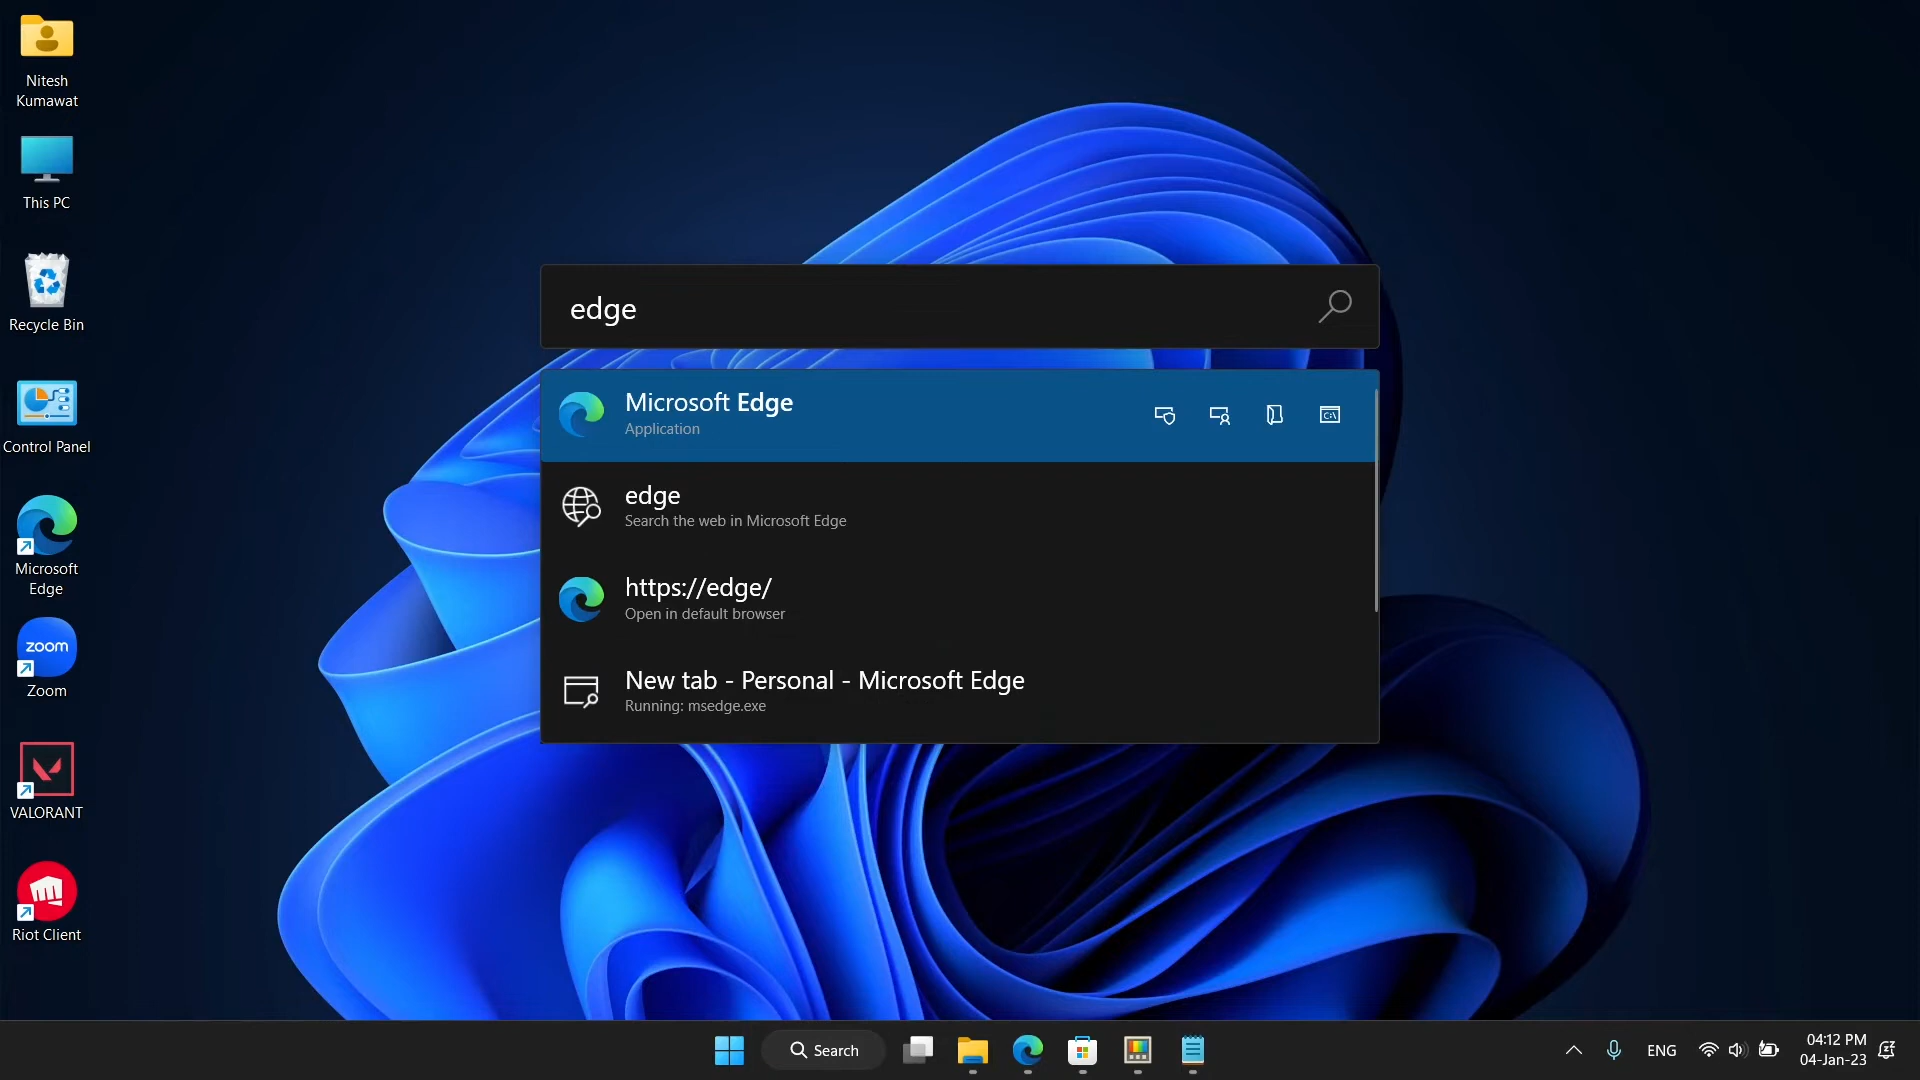 Nitesh
Kumawat
This PC
Recycle Bin
Control Panel
Microsoft
Edge
zoom
Zoom
VALORANT
Riot Client
edge
Microsoft Edge
Application
C:\
edge
Search the web in Microsoft Edge
https://edge/
Open in default browser
New tab - Personal - Microsoft Edge
Running: msedge.exe
Search
ENG
04:12 PM
04-Jan-23